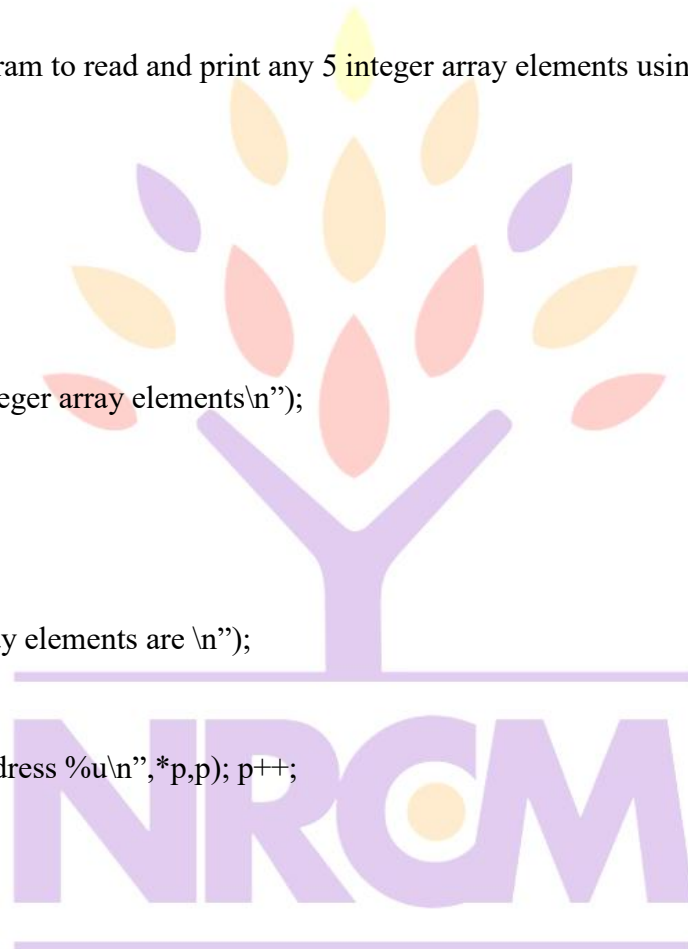 ram to read and print any 5 integer array elements usin
eger array elements\n”);
y elements are \n”);
dress %u\n”,*p,p); p++;
NRCM